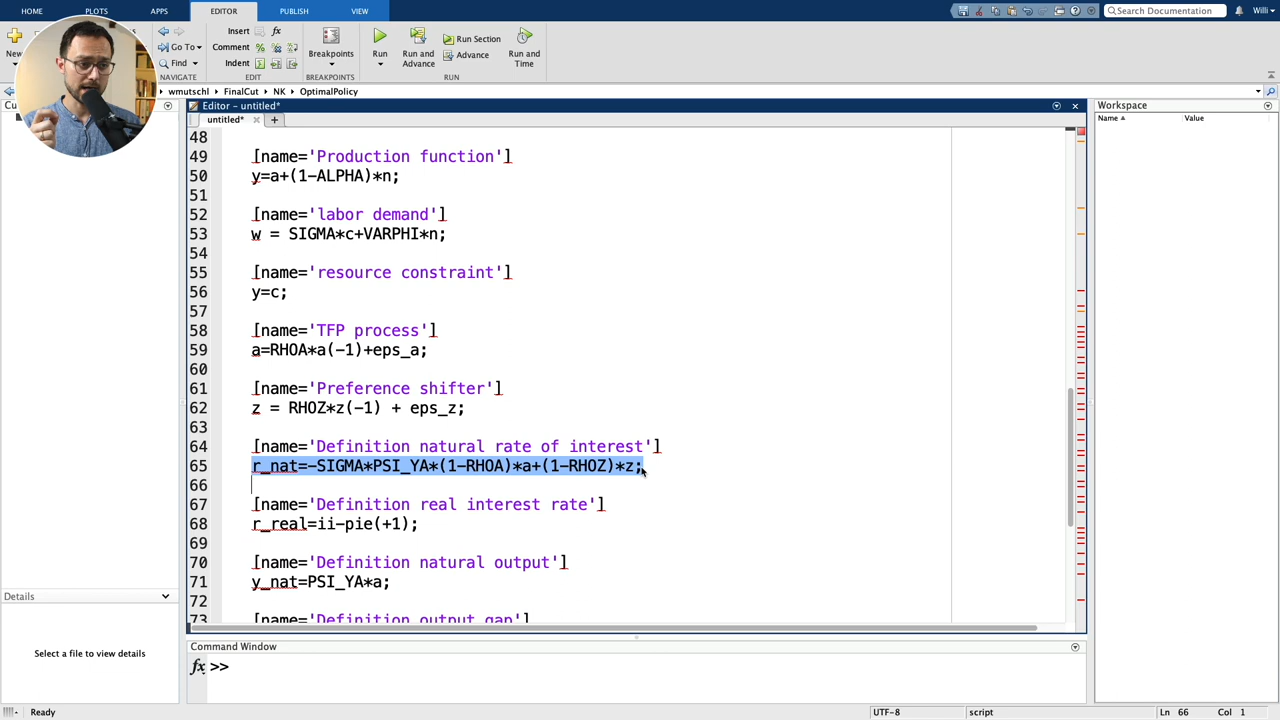 HOME PLOTS APPS EDITOR PUBLISH VIEW Search Documentation Willi
New Go To Find NAVIGATE
Insert fx
Comment %
Indent
EDIT
Breakpoints
BREAKPOINTS
Run
Run and Advance
Run Section
Advance
Run and Time
RUN
wmutschl FinalCut NK OptimalPolicy
Editor - untitled*
untitled* +
Workspace
Name Value
48
49 [name='Production function']
50 y=a+(1-ALPHA)*n;
51
52 [name='labor demand']
53 w = SIGMA*c+VARPHI*n;
54
55 [name='resource constraint']
56 y=c;
57
58 [name='TFP process']
59 a=RHOA*a(-1)+eps_a;
60
61 [name='Preference shifter']
62 z = RHOZ*z(-1) + eps_z;
63
64 [name='Definition natural rate of interest']
65 r_nat=-SIGMA*PSI_YA*(1-RHOA)*a+(1-RHOZ)*z;
66
67 [name='Definition real interest rate']
68 r_real=ii-pie(+1);
69
70 [name='Definition natural output']
71 y_nat=PSI_YA*a;
72
73 [name='Definition output gap']
Details
Select a file to view details
Command Window
fx >>
Ready UTF-8 script Ln 66 Col 1